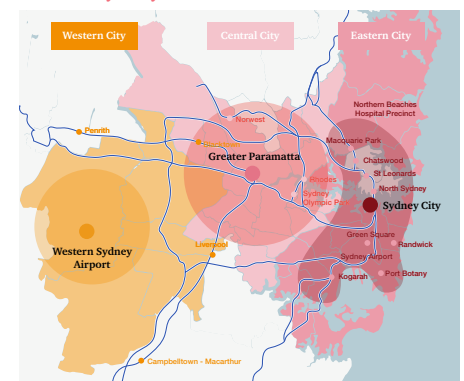 Western City
Central City
Eastern City
Northern Beaches
Hospital Precinct
Norwest
Penrith
Blacktown
Macquarie Park
Greater Paramatta
Chatswood
St Leonards
Rhodes
North Sydney
Sydney
Olympic Park
Sydney City
Green Square
Randwick
Liverpool
Western Sydney
Airport
Sydney Airport
Kogarah
Port Botany
Campbelltown - Macarthur